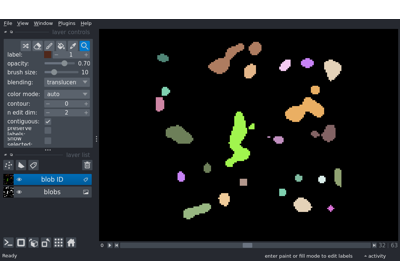 File View Window Plugins Help
layer controls
label: 1
opacity: 0.70
brush size: 10
blending: translucen
color mode: auto
contour: 0
n edit dim: 2
contiguous:
preserve labels:
show selected:
layer list
blob ID
blobs
0 32 63
Ready enter paint or fill mode to edit labels activity